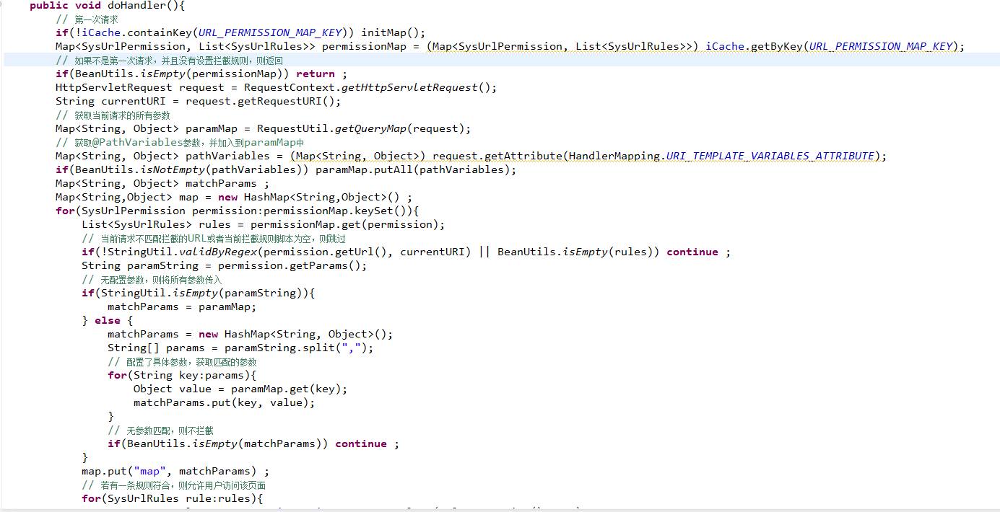 public void doHandler(){
// 第一次请求
if(!iCache.containKey(URL_PERMISSION_MAP_KEY)) initMap();
Map<SysUrlPermission, List<SysUrlRules>> permissionMap = (Map<SysUrlPermission, List<SysUrlRules>>) iCache.getByKey(URL_PERMISSION_MAP_KEY);
// 如果不是第一次请求，并且没有设置拦截规则，则返回
if(BeanUtils.isEmpty(permissionMap)) return ;
HttpServletRequest request = RequestContext.getHttpServletRequest();
String currentURI = request.getRequestURI();
// 获取当前请求的所有参数
Map<String, Object> paramMap = RequestUtil.getQueryMap(request);
// 获取@PathVariables参数，并加入到paramMap中
Map<String, Object> pathVariables = (Map<String, Object>) request.getAttribute(HandlerMapping.URI_TEMPLATE_VARIABLES_ATTRIBUTE);
if(BeanUtils.isNotEmpty(pathVariables)) paramMap.putAll(pathVariables);
Map<String, Object> matchParams ;
Map<String,Object> map = new HashMap<String,Object>() ;
for(SysUrlPermission permission:permissionMap.keySet()){
List<SysUrlRules> rules = permissionMap.get(permission);
// 当前请求不匹配拦截的URL或者当前拦截规则脚本为空，则跳过
if(!StringUtil.validByRegex(permission.getUrl(), currentURI) || BeanUtils.isEmpty(rules)) continue ;
String paramString = permission.getParams();
// 无配置参数，则将所有参数传入
if(StringUtil.isEmpty(paramString)){
matchParams = paramMap;
} else {
matchParams = new HashMap<String, Object>();
String[] params = paramString.split(",");
// 配置了具体参数，获取匹配的参数
for(String key:params){
Object value = paramMap.get(key);
matchParams.put(key, value);
}
// 无参数匹配，则不拦截
if(BeanUtils.isEmpty(matchParams)) continue ;
}
map.put("map", matchParams) ;
// 若有一条规则符合，则允许用户访问该页面
for(SysUrlRules rule:rules){